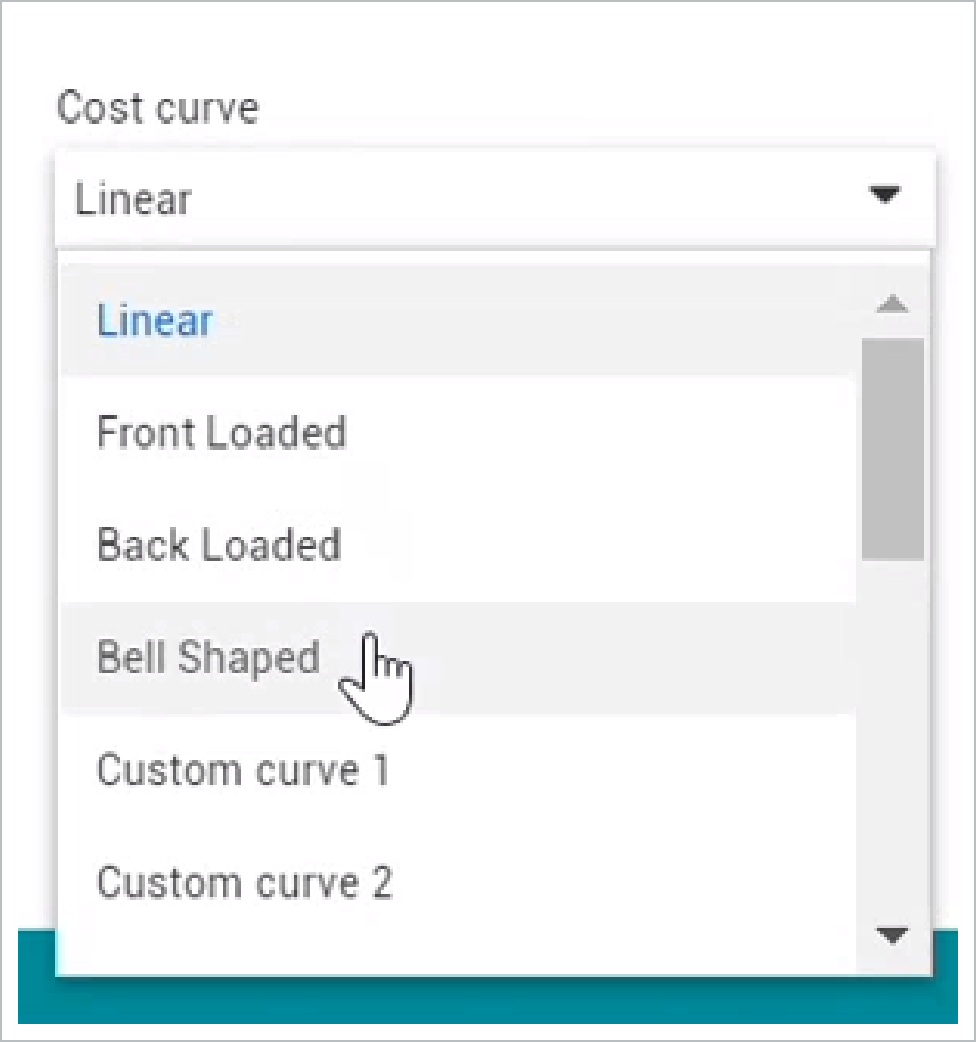 Cost curve
Linear
Linear
Front Loaded
Back Loaded
Bell Shaped
Custom curve 1
Custom curve 2